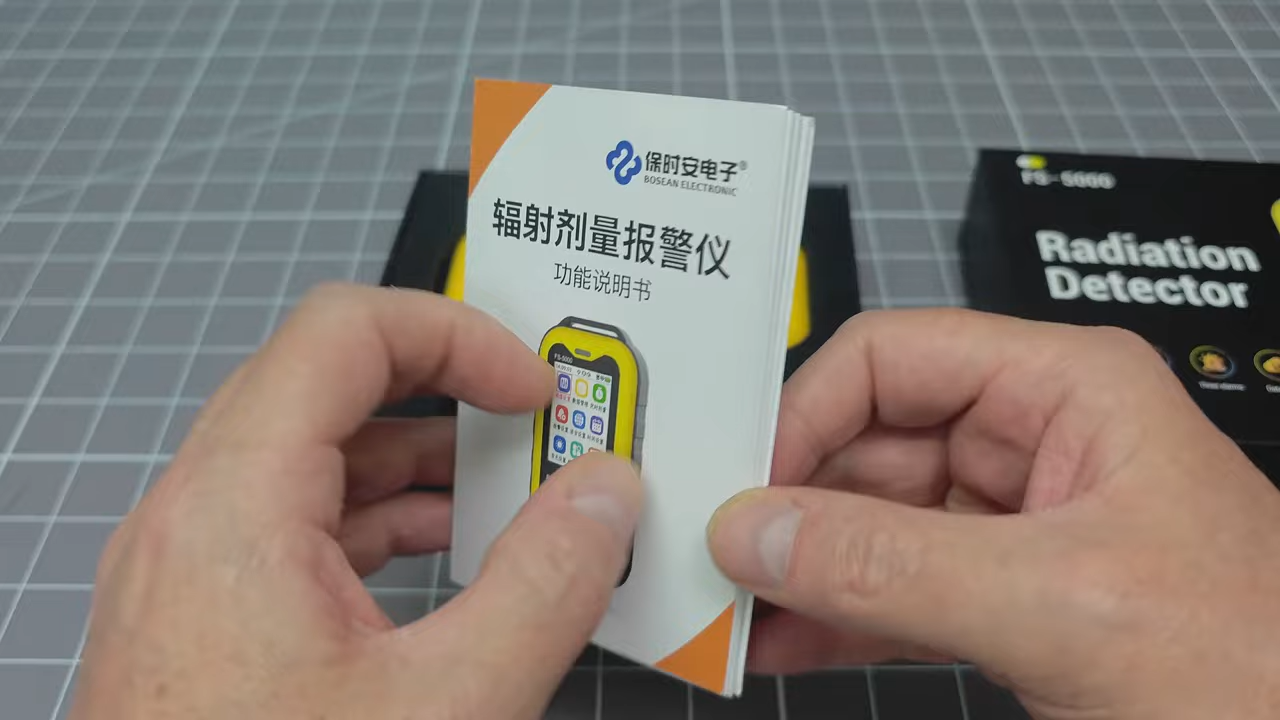 保时安电子®
BOSEAN ELECTRONIC
辐射剂量报警仪
功能说明书
FS-5000
FS-5000
Radiation
Detector